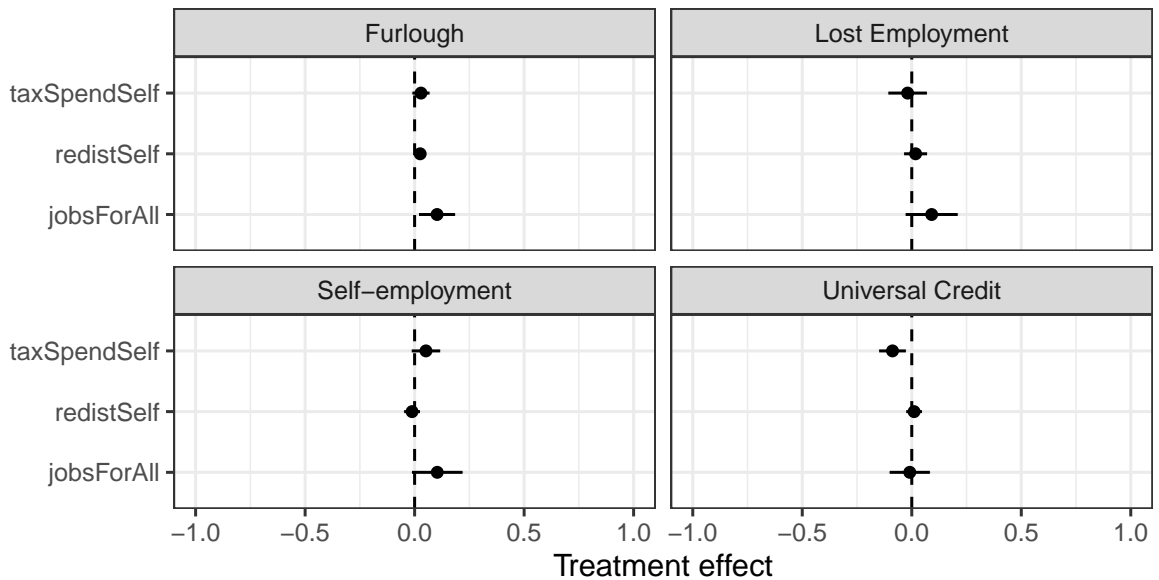 Furlough
Lost Employment
taxSpendSelf
redistSelf
jobsForAll
Self−employment
Universal Credit
taxSpendSelf
redistSelf
jobsForAll
−1.0 −0.5 0.0 0.5 1.0
−1.0 −0.5 0.0 0.5 1.0
Treatment effect